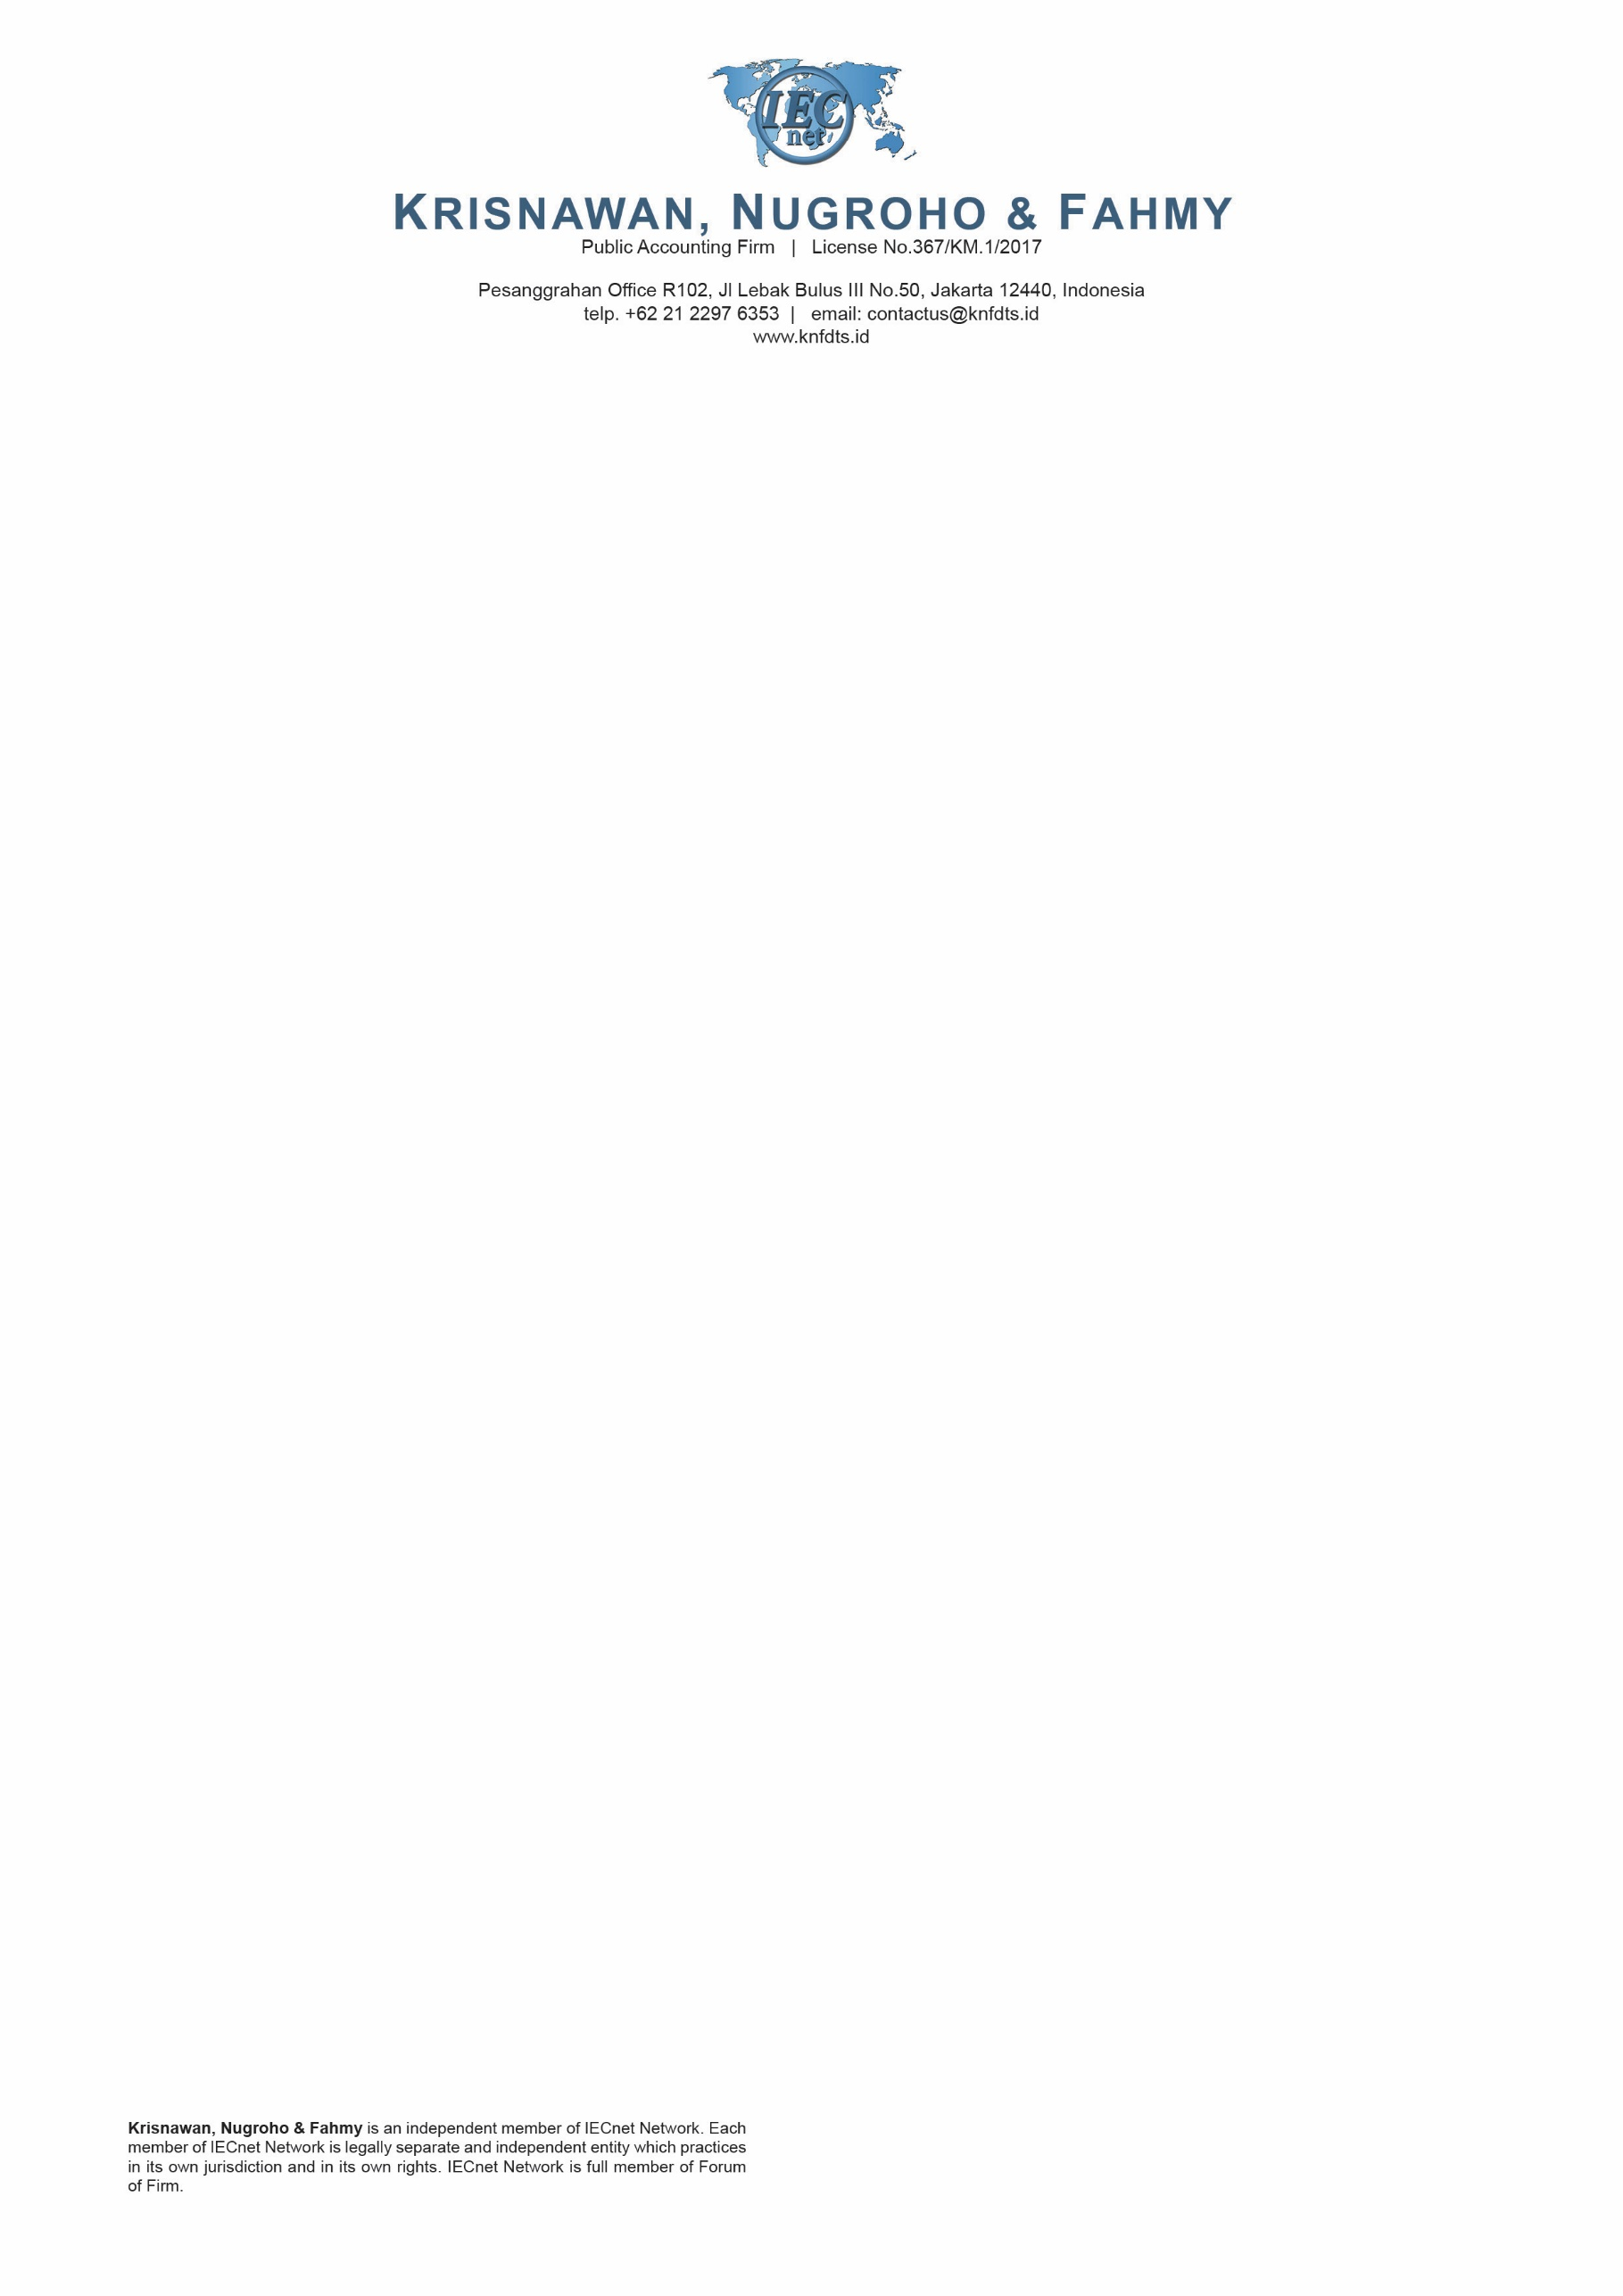 IEC
net
KRISNAWAN, NUGROHO & FAHMY
Public Accounting Firm | License No.367/KM.1/2017
Pesanggrahan Office R102, Jl Lebak Bulus III No.50, Jakarta 12440, Indonesia
telp. +62 21 2297 6353 | email: contactus@knfdts.id
www.knfdts.id
Krisnawan, Nugroho & Fahmy is an independent member of IECnet Network. Each
member of IECnet Network is legally separate and independent entity which practices
in its own jurisdiction and in its own rights. IECnet Network is full member of Forum
of Firm.